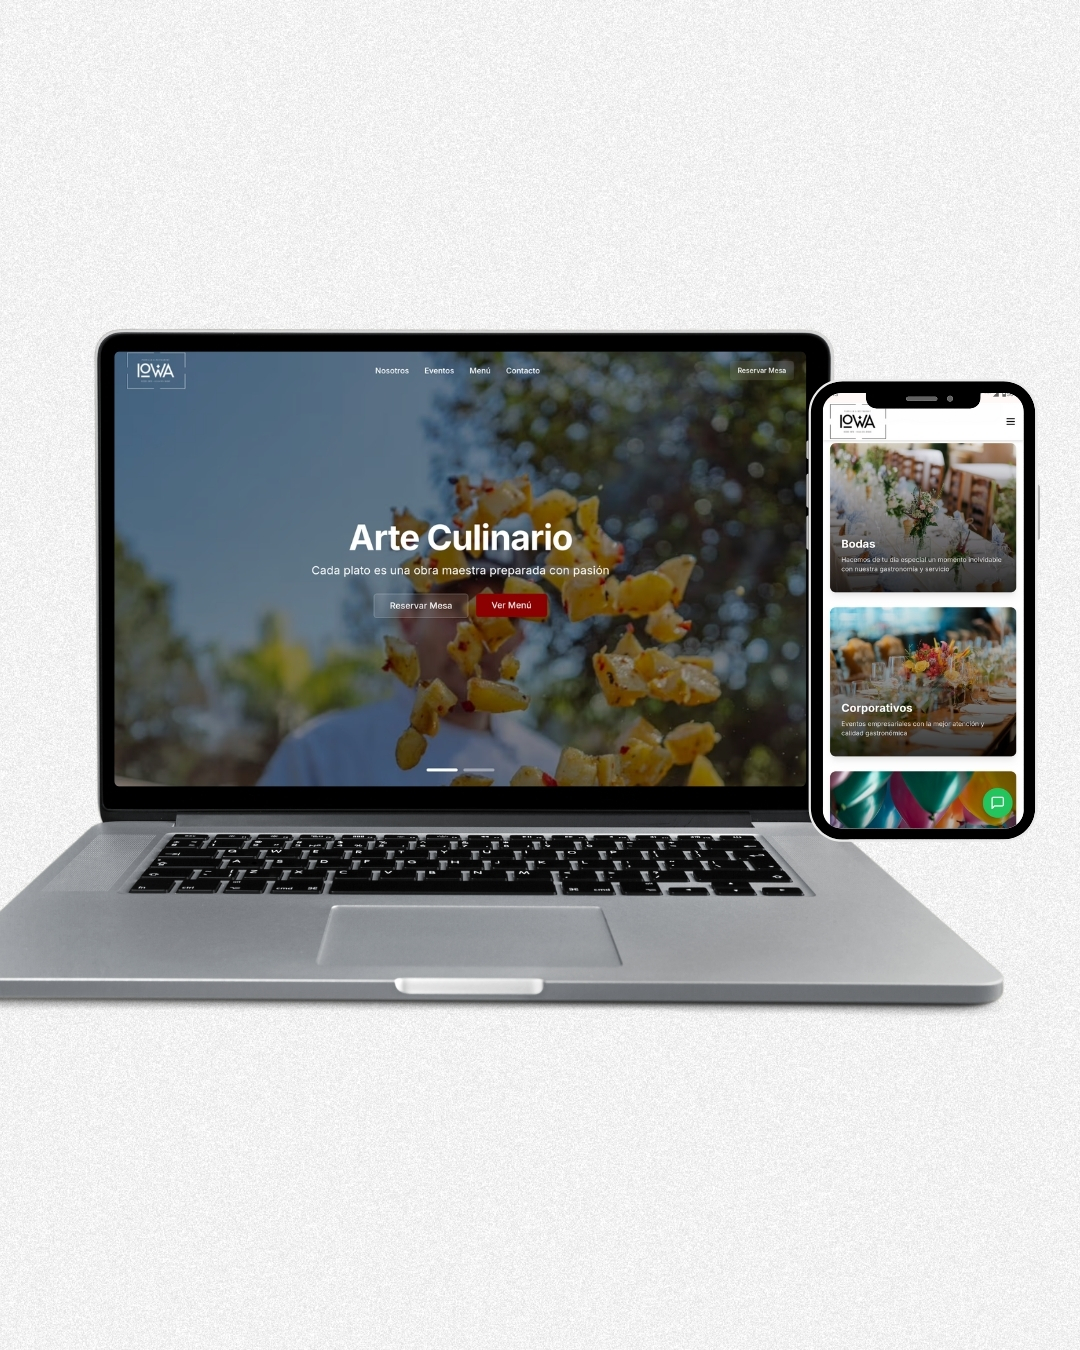 IOWA
Nosotros Eventos Menú Contacto
Reservar Mesa
Arte Culinario
Cada plato es una obra maestra preparada con pasión
Reservar Mesa Ver Menú
IOWA
Bodas
Hacemos de tu día especial un momento inolvidable
con nuestra gastronomía y servicio
Corporativos
Eventos empresariales con la mejor atención y
calidad gastronómica